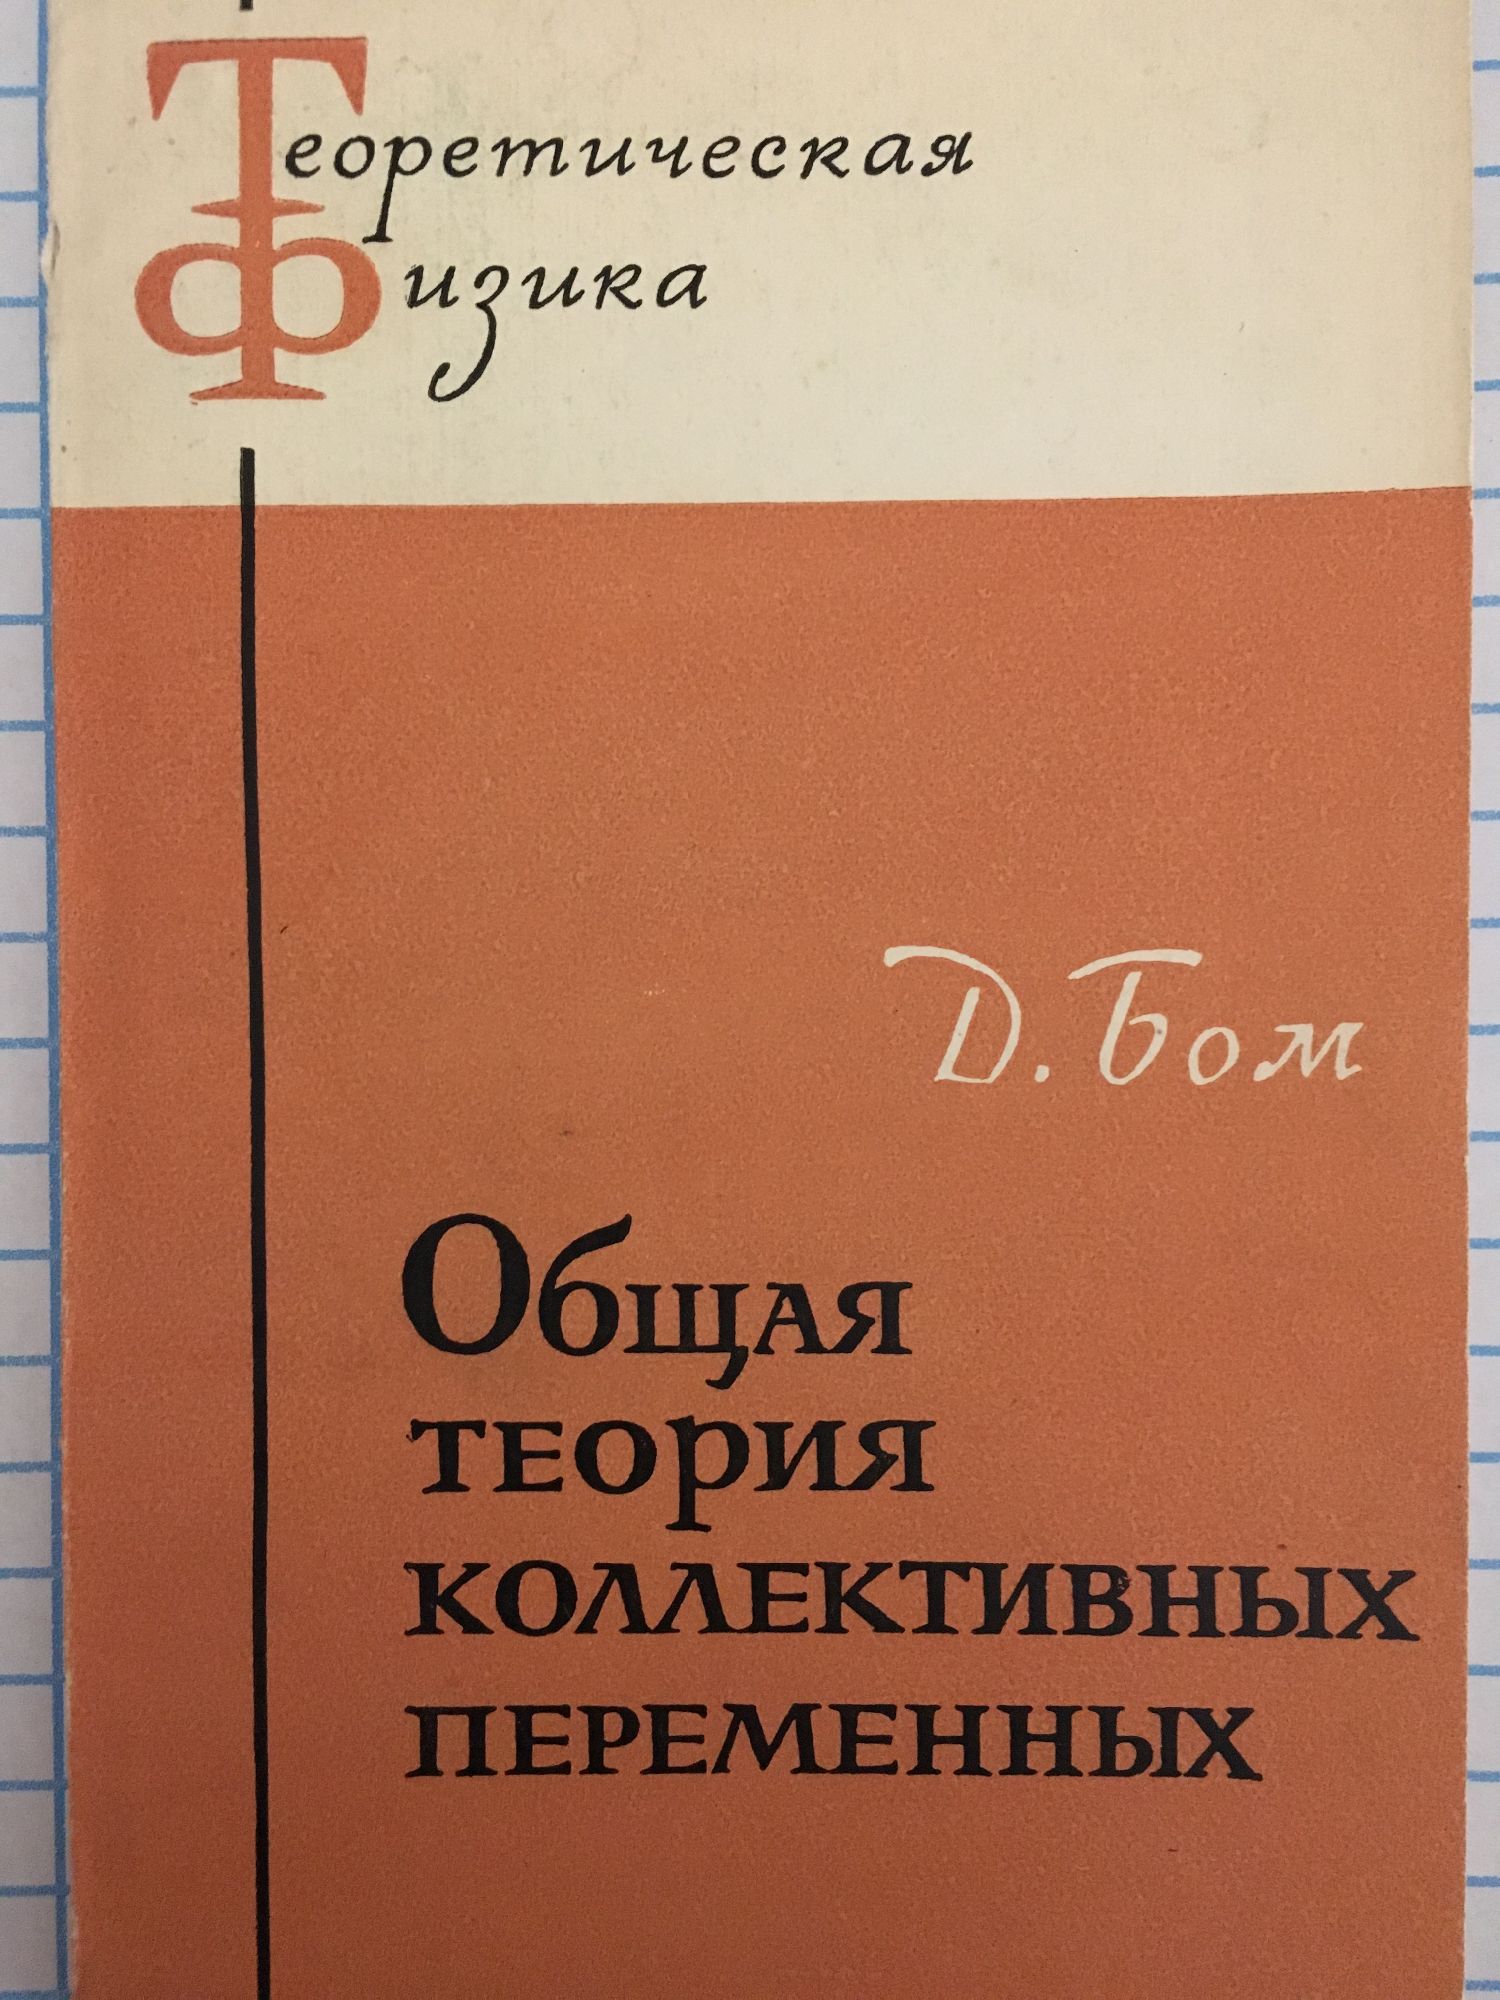 Теоретическая
Физика
Д. Бом
Общая
теория
коллективных
переменных